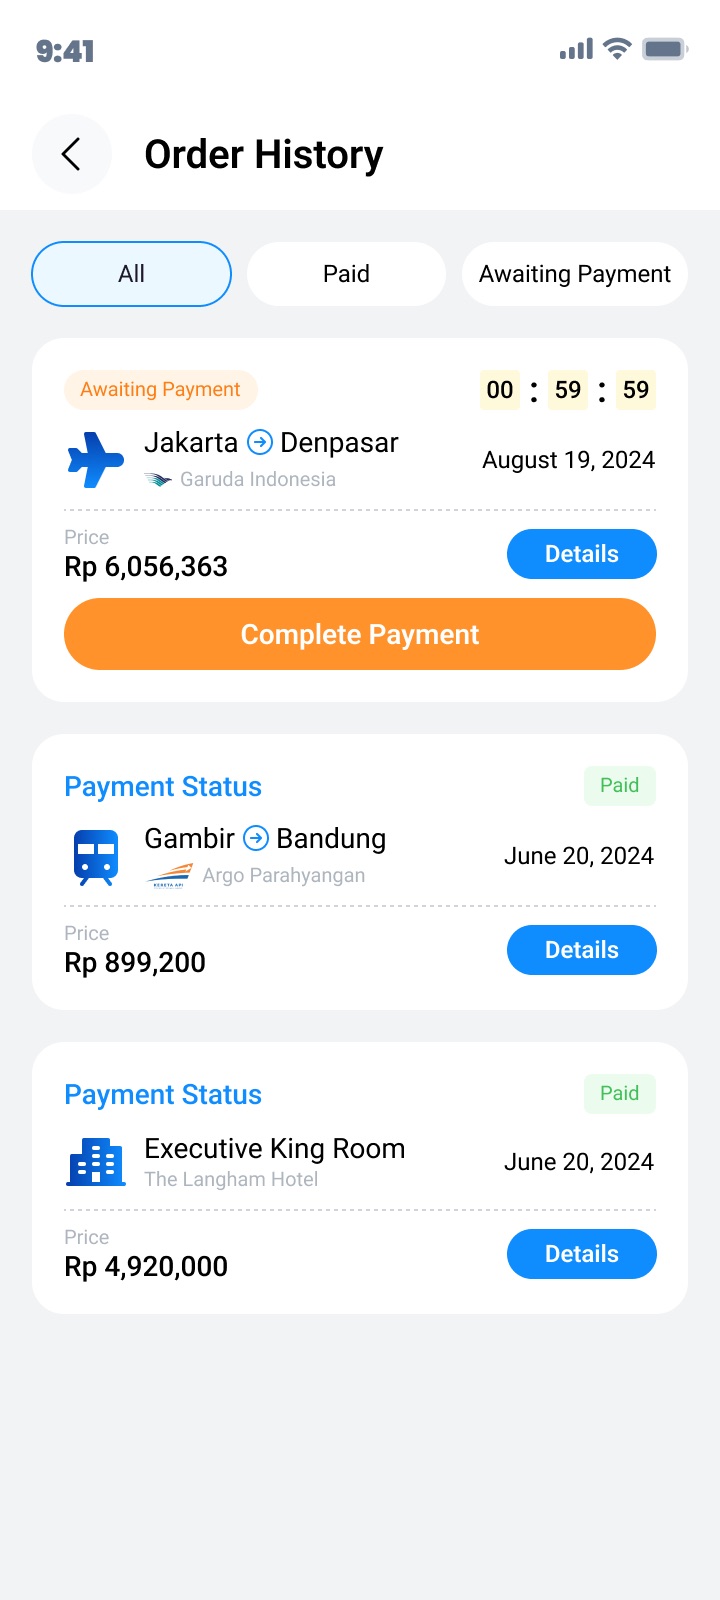 9:41
Order History
All
Paid
Awaiting Payment
Awaiting Payment
00 : 59 : 59
Jakarta Denpasar
Garuda Indonesia
August 19, 2024
Price
Rp 6,056,363
Details
Complete Payment
Payment Status
Paid
Gambir Bandung
KERETA API
Argo Parahyangan
June 20, 2024
Price
Rp 899,200
Details
Payment Status
Paid
Executive King Room
The Langham Hotel
June 20, 2024
Price
Rp 4,920,000
Details